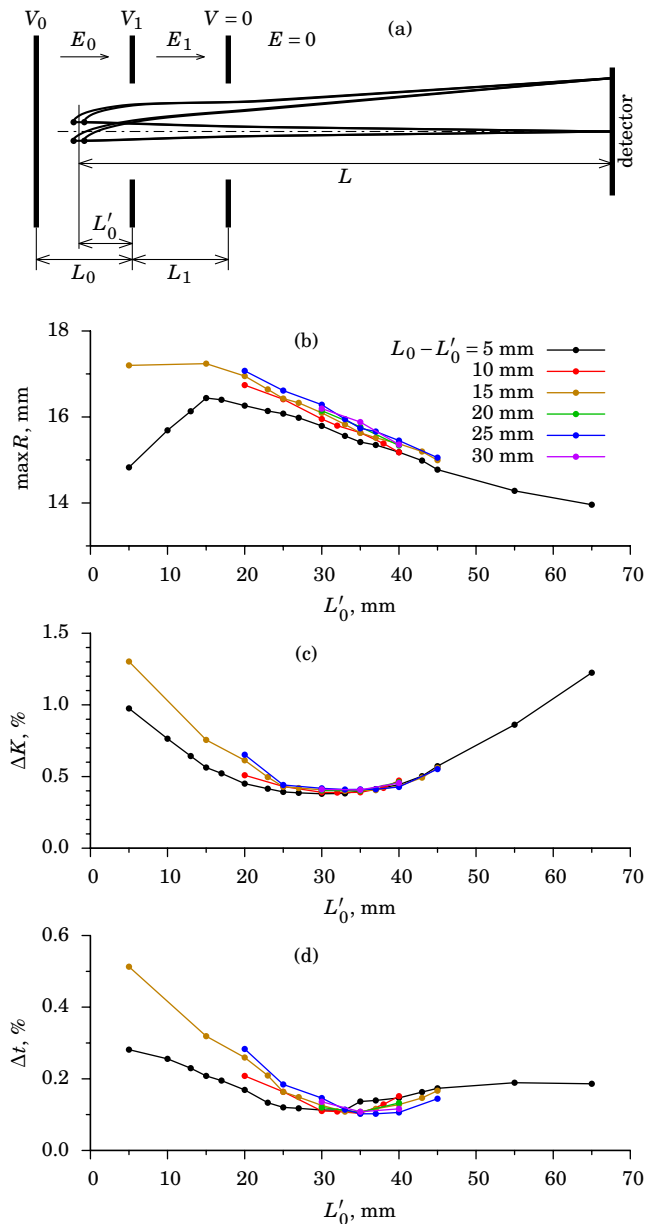 V₀ V₁ V = 0
E₀ E₁ E = 0 (a)
detector
L
L′₀
L₀ L₁
(b)
L₀ – L′₀ = 5 mm
10 mm
15 mm
20 mm
25 mm
30 mm
max R, mm
18
16
14
0 10 20 30 40 50 60 70
L′₀, mm
(c)
ΔK, %
1.5
1.0
0.5
0.0
0 10 20 30 40 50 60 70
L′₀, mm
(d)
Δt, %
0.6
0.4
0.2
0.0
0 10 20 30 40 50 60 70
L′₀, mm